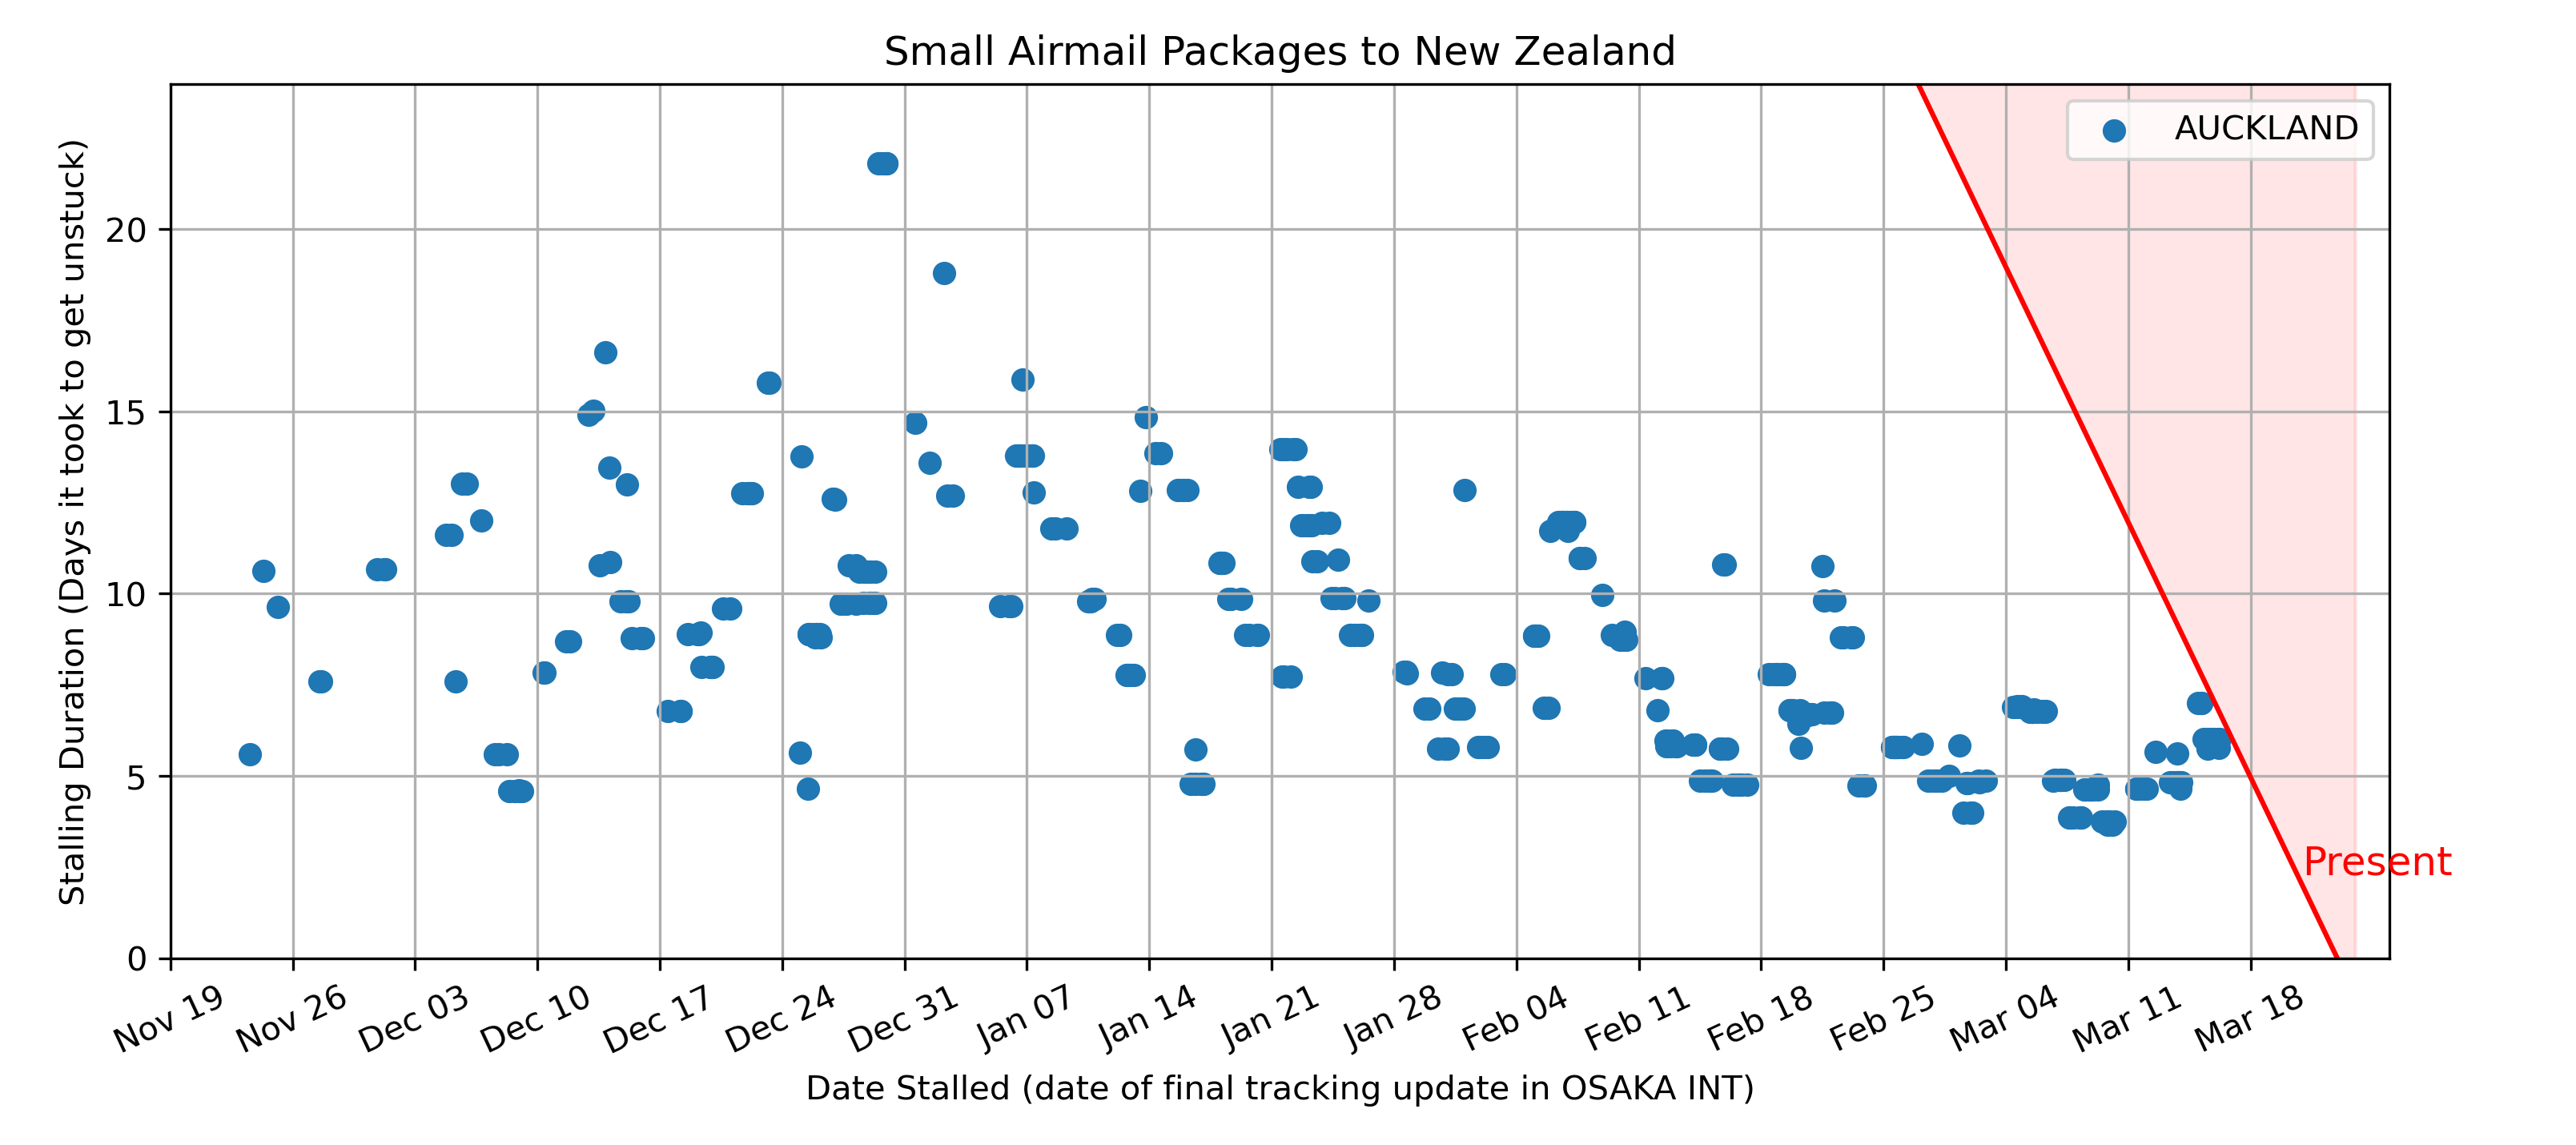 Small Airmail Packages to New Zealand
AUCKLAND
Stalling Duration (Days it took to get unstuck)
20
15
10
5
0
Present
Nov 19 Nov 26 Dec 03 Dec 10 Dec 17 Dec 24 Dec 31 Jan 07 Jan 14 Jan 21 Jan 28 Feb 04 Feb 11 Feb 18 Feb 25 Mar 04 Mar 11 Mar 18
Date Stalled (date of final tracking update in OSAKA INT)